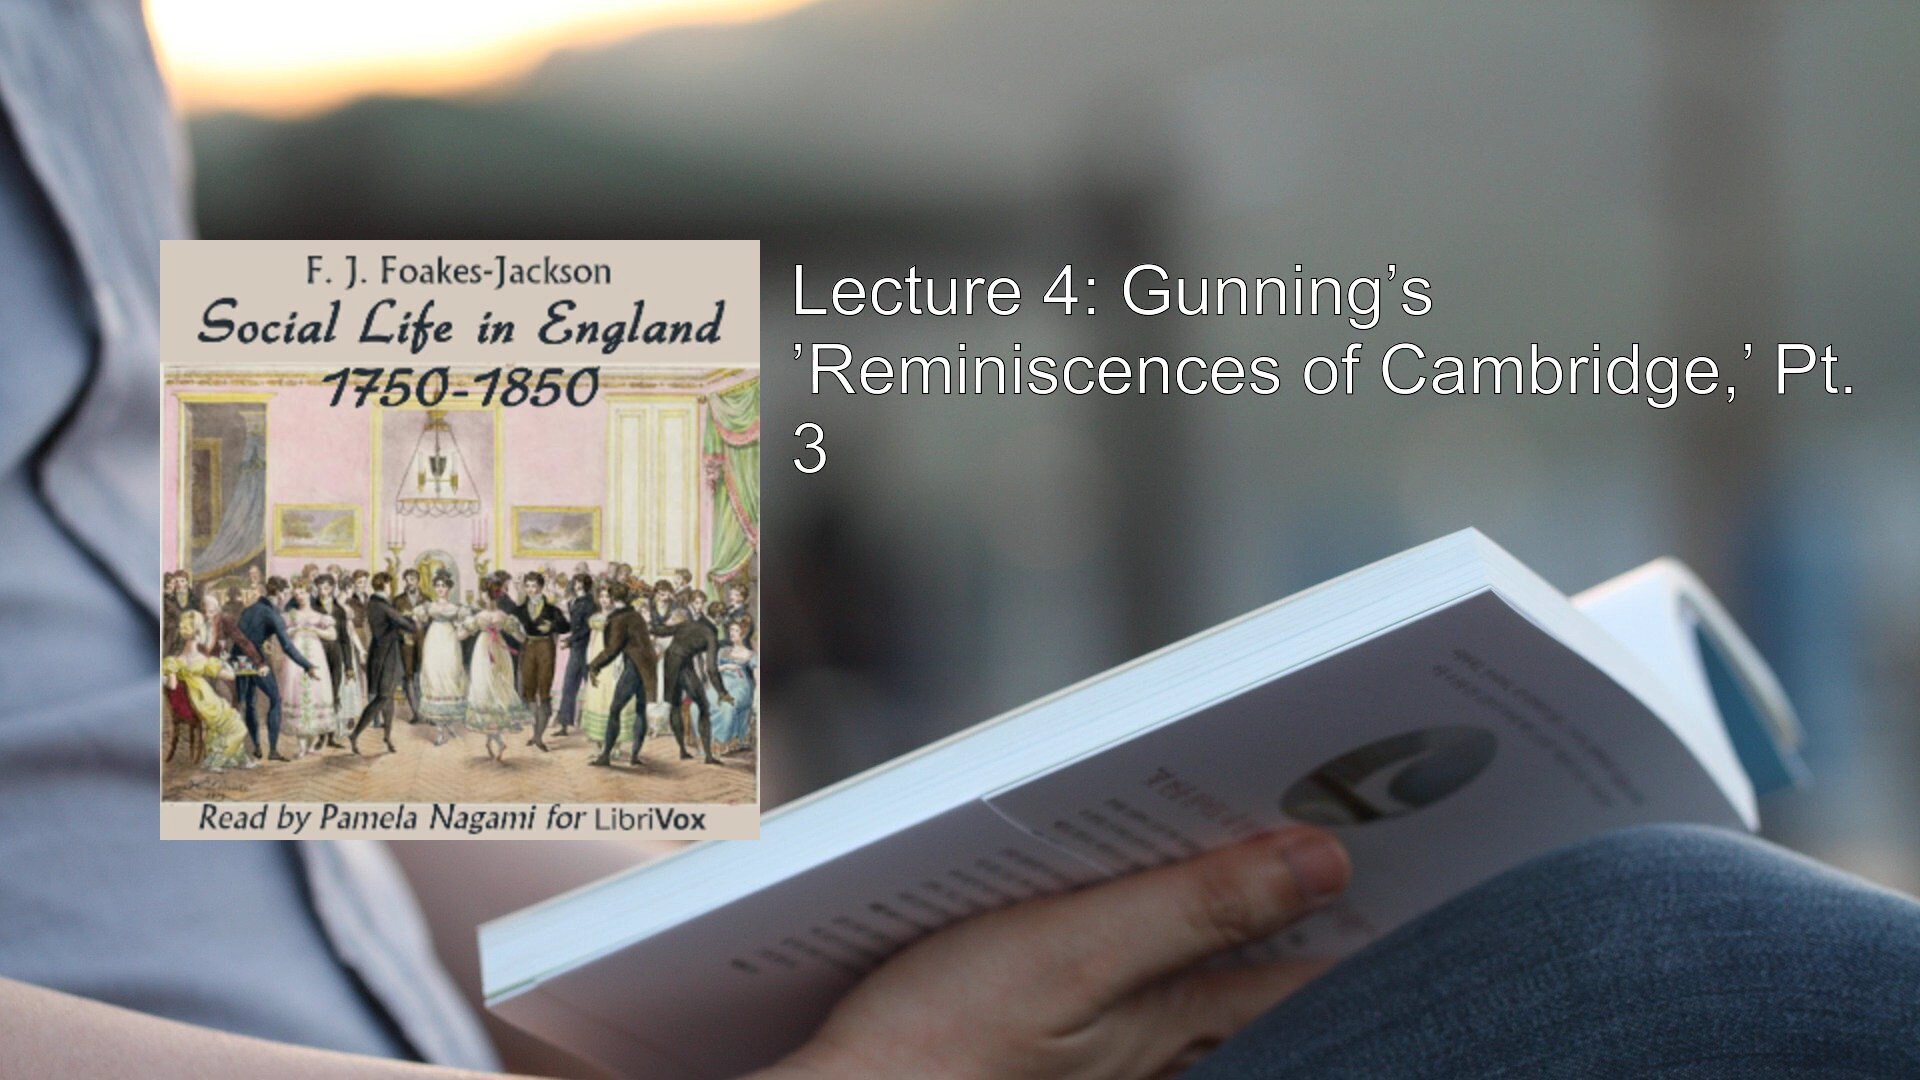 F. J. Foakes-Jackson
Social Life in England
1750-1850
Read by Pamela Nagami for LibriVox
Lecture 4: Gunning’s
’Reminiscences of Cambridge,’ Pt.
3